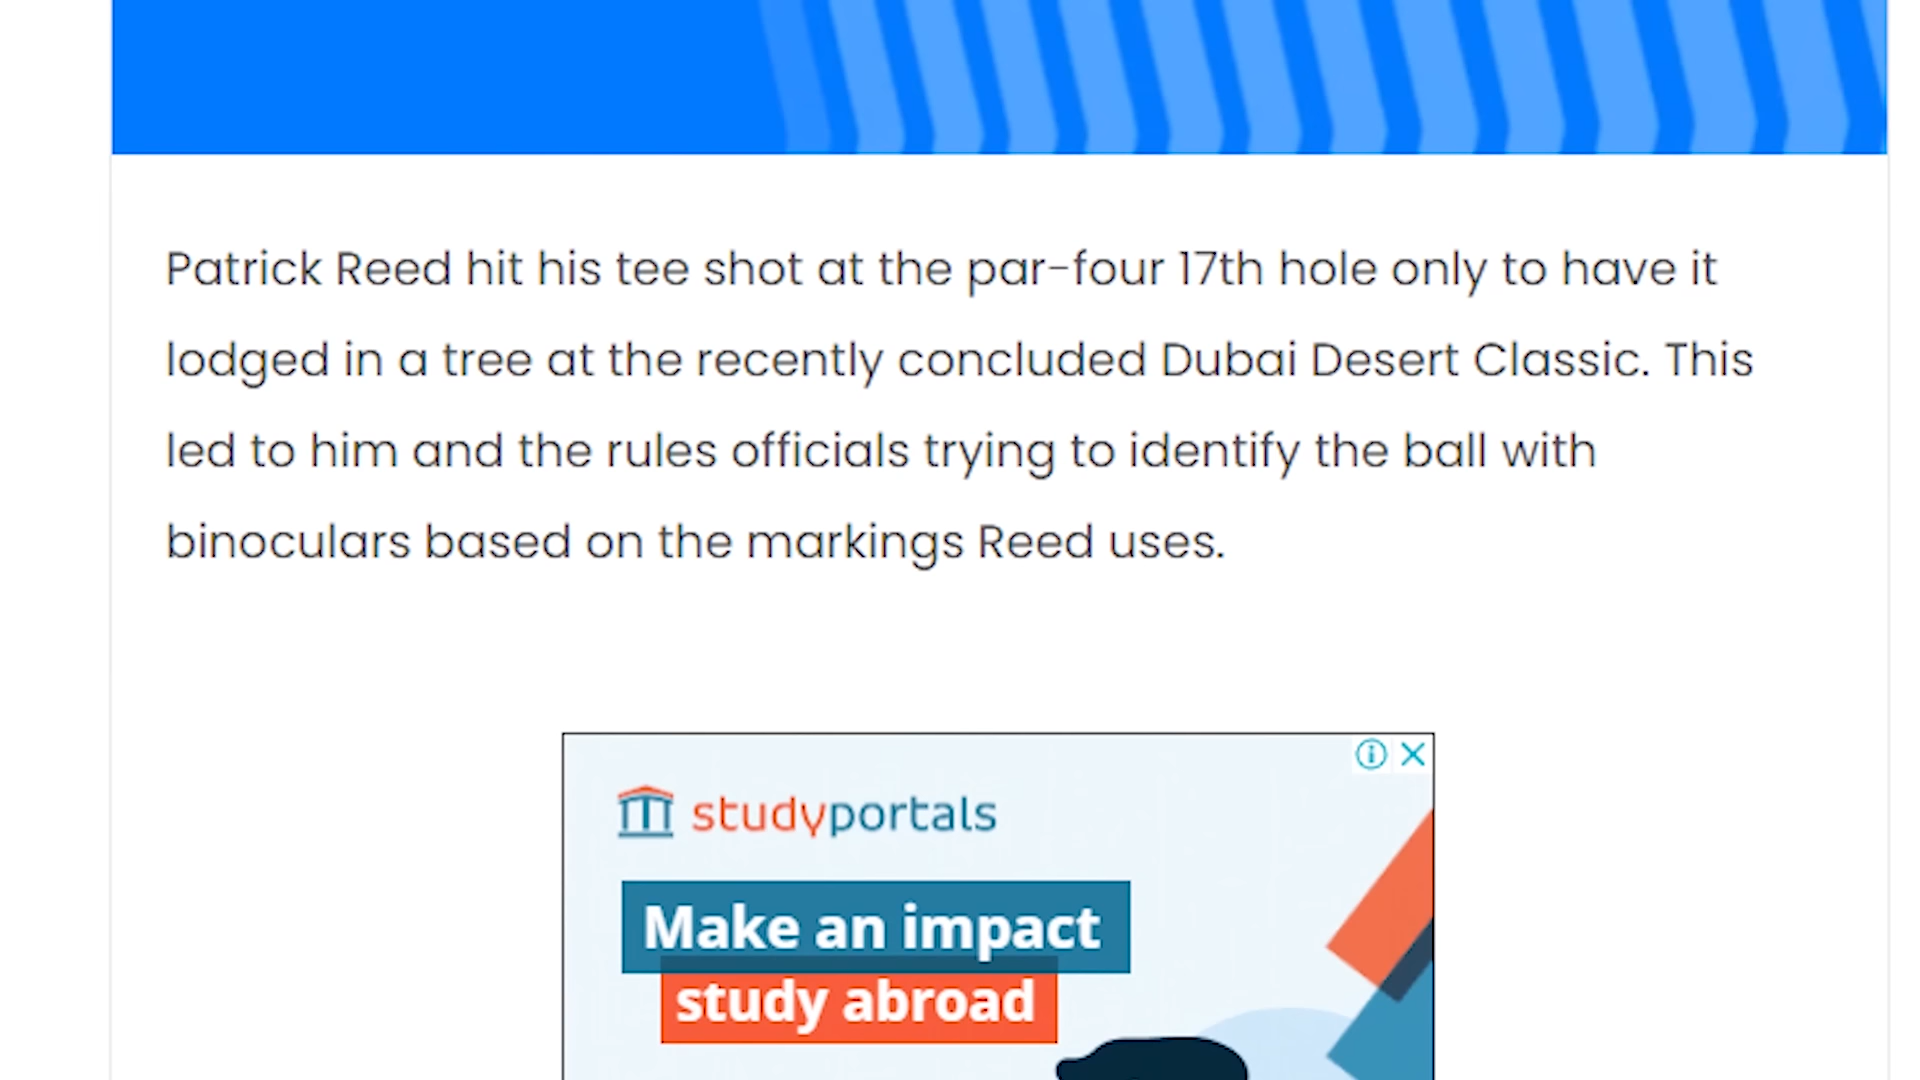 Patrick Reed hit his tee shot at the par-four 17th hole only to have it
lodged in a tree at the recently concluded Dubai Desert Classic. This
led to him and the rules officials trying to identify the ball with
binoculars based on the markings Reed uses.
studyportals
Make an impact
study abroad